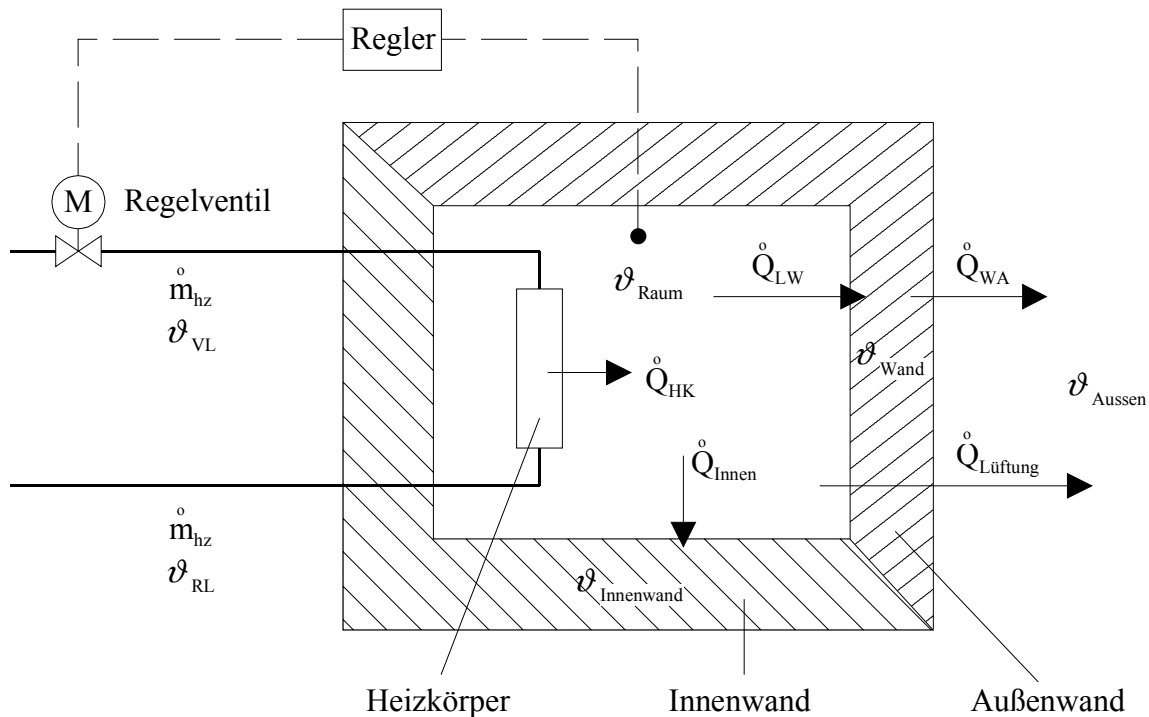 Regler
M
Regelventil
ṁhz
ϑVL
ϑRaum
Q̊LW
Q̊WA
ϑWand
Q̊HK
ϑAussen
Q̊Innen
Q̊Lüftung
ṁhz
ϑRL
ϑInnenwand
Heizkörper
Innenwand
Außenwand